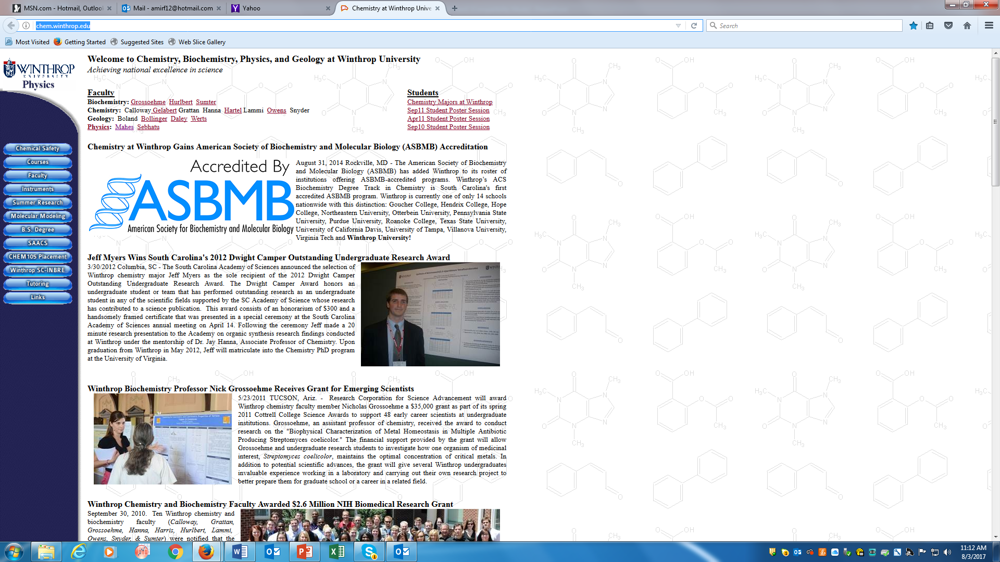 MSN.com - Hotmail, Outloo
Mail - amirf12@hotmail.com
Yahoo
Chemistry at Winthrop Unive
chem.winthrop.edu
Search
Most Visited
Getting Started
Suggested Sites
Web Slice Gallery
WINTHROP
UNIVERSITY
Physics
Chemical Safety
Courses
Faculty
Instruments
Summer Research
Molecular Modeling
B.S. Degree
SAACS
CHEM105 Placement
Winthrop SC-INBRE
Tutoring
Links
Welcome to Chemistry, Biochemistry, Physics, and Geology at Winthrop University
Achieving national excellence in science
Faculty
Biochemistry: Grossoehme Hurlbert Sumter
Chemistry: Calloway Gelabert Grattan Hanna Hartel Lammi Owens Snyder
Geology: Boland Bollinger Daley Werts
Physics: Mahes Sebhatu
Students
Chemistry Majors at Winthrop
Sep11 Student Poster Session
Apr11 Student Poster Session
Sep10 Student Poster Session
Chemistry at Winthrop Gains American Society of Biochemistry and Molecular Biology (ASBMB) Accreditation
Accredited By
ASBMB
American Society for Biochemistry and Molecular Biology
August 31, 2014 Rockville, MD - The American Society of Biochemistry
and Molecular Biology (ASBMB) has added Winthrop to its roster of
institutions offering ASBMB-accredited programs. Winthrop's ACS
Biochemistry Degree Track in Chemistry is South Carolina's first
accredited ASBMB program. Winthrop is currently one of only 14 schools
nationwide with this distinction: Goucher College, Hendrix College, Hope
College, Northeastern University, Otterbein University, Pennsylvania State
University, Purdue University, Roanoke College, Texas State University,
University of California Davis, University of Tampa, Villanova University,
Virginia Tech and Winthrop University!
Jeff Myers Wins South Carolina's 2012 Dwight Camper Outstanding Undergraduate Research Award
3/30/2012 Columbia, SC - The South Carolina Academy of Sciences announced the selection of
Winthrop chemistry major Jeff Myers as the sole recipient of the 2012 Dwight Camper
Outstanding Undergraduate Research Award. The Dwight Camper Award honors an
undergraduate student or team that has performed outstanding research as an undergraduate
student in any of the scientific fields supported by the SC Academy of Science whose research
has contributed to a science publication. This award consists of an honorarium of $300 and a
handsomely framed certificate that was presented in a special ceremony at the South Carolina
Academy of Sciences annual meeting on April 14. Following the ceremony Jeff made a 20
minute research presentation to the Academy on organic synthesis research findings conducted
at Winthrop under the mentorship of Dr. Jay Hanna, Associate Professor of Chemistry. Upon
graduation from Winthrop in May 2012, Jeff will matriculate into the Chemistry PhD program
at the University of Virginia.
Winthrop Biochemistry Professor Nick Grossoehme Receives Grant for Emerging Scientists
5/23/2011 TUCSON, Ariz. - Research Corporation for Science Advancement will award
Winthrop chemistry faculty member Nicholas Grossoehme a $35,000 grant as part of its spring
2011 Cottrell College Science Awards to support 48 early career scientists at undergraduate
institutions. Grossoehme, an assistant professor of chemistry, received the award to conduct
research on the "Biophysical Characterization of Metal Homeostasis in Multiple Antibiotic
Producing Streptomyces coelicolor." The financial support provided by the grant will allow
Grossoehme and undergraduate research students to investigate how one organism of medicinal
interest, Streptomyces coelicolor, maintains the optimal concentration of critical metals. In
addition to potential scientific advances, the grant will give several Winthrop undergraduates
invaluable experience working in a laboratory and carrying out their own research project to
better prepare them for graduate school or a career in a related field.
Winthrop Chemistry and Biochemistry Faculty Awarded $2.6 Million NIH Biomedical Research Grant
September 30, 2010. Ten Winthrop chemistry and
biochemistry faculty (Calloway, Grattan,
Grossoehme, Hanna, Harris, Hurlbert, Lammi,
Owens, Snyder, & Sumter) were notified that the
11:12 AM
8/3/2017